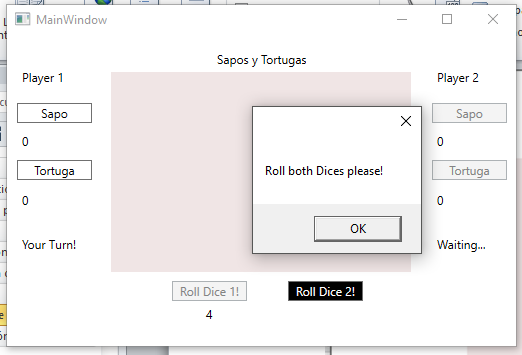 MainWindow
Sapos y Tortugas
Player 1
Player 2
Sapo
Sapo
0
0
Roll both Dices please!
Tortuga
Tortuga
0
0
OK
Your Turn!
Waiting...
Roll Dice 1!
Roll Dice 2!
4